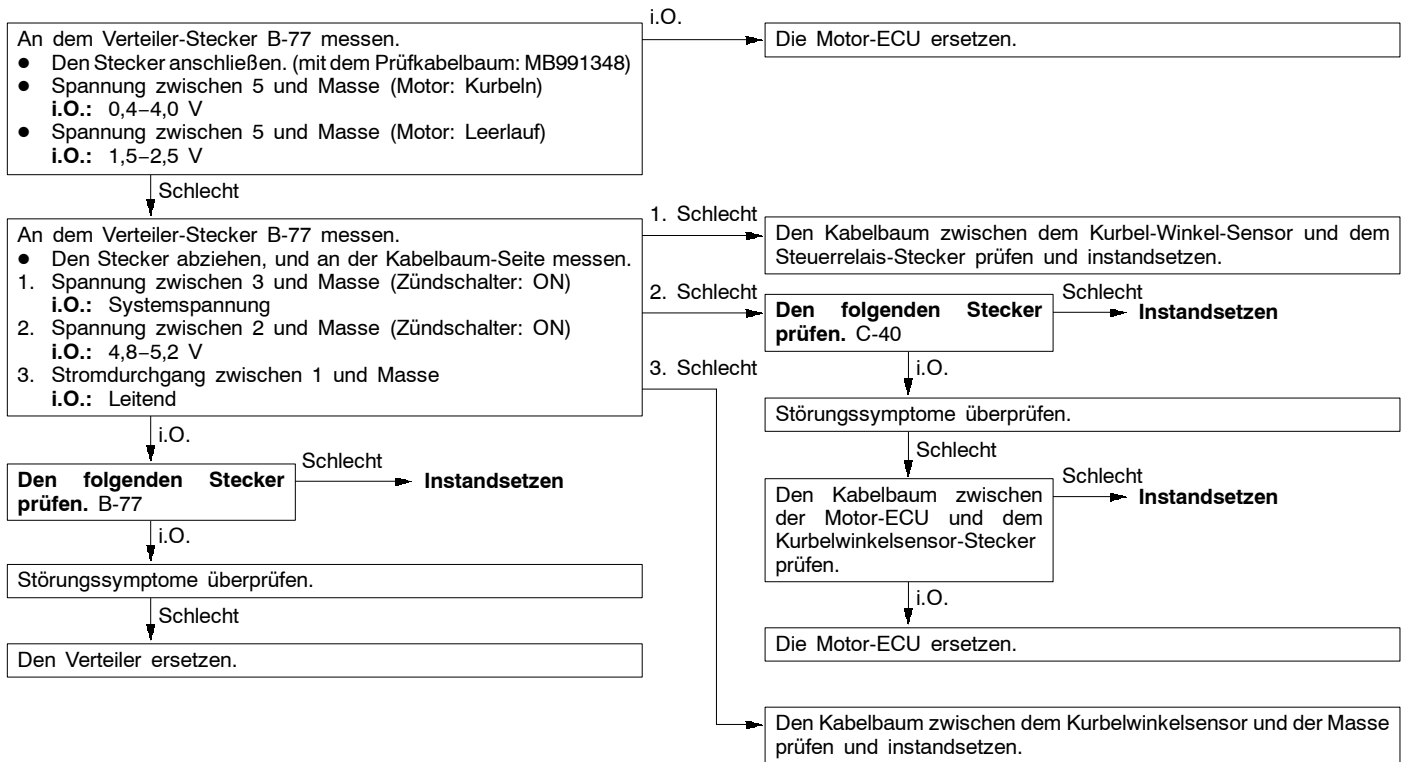 An dem Verteiler-Stecker B-77 messen.
● Den Stecker anschließen. (mit dem Prüfkabelbaum: MB991348)
● Spannung zwischen 5 und Masse (Motor: Kurbeln)
i.O.: 0,4–4,0 V
● Spannung zwischen 5 und Masse (Motor: Leerlauf)
i.O.: 1,5–2,5 V
i.O.
Die Motor-ECU ersetzen.
Schlecht
An dem Verteiler-Stecker B-77 messen.
● Den Stecker abziehen, und an der Kabelbaum-Seite messen.
1. Spannung zwischen 3 und Masse (Zündschalter: ON)
i.O.: Systemspannung
2. Spannung zwischen 2 und Masse (Zündschalter: ON)
i.O.: 4,8–5,2 V
3. Stromdurchgang zwischen 1 und Masse
i.O.: Leitend
1. Schlecht
Den Kabelbaum zwischen dem Kurbel-Winkel-Sensor und dem
Steuerrelais-Stecker prüfen und instandsetzen.
2. Schlecht
Den folgenden Stecker
prüfen. C-40
Schlecht
Instandsetzen
i.O.
Störungssymptome überprüfen.
Schlecht
Den Kabelbaum zwischen
der Motor-ECU und dem
Kurbelwinkelsensor-Stecker
prüfen.
Schlecht
Instandsetzen
i.O.
Die Motor-ECU ersetzen.
3. Schlecht
Den Kabelbaum zwischen dem Kurbelwinkelsensor und der Masse
prüfen und instandsetzen.
i.O.
Den folgenden Stecker
prüfen. B-77
Schlecht
Instandsetzen
i.O.
Störungssymptome überprüfen.
Schlecht
Den Verteiler ersetzen.